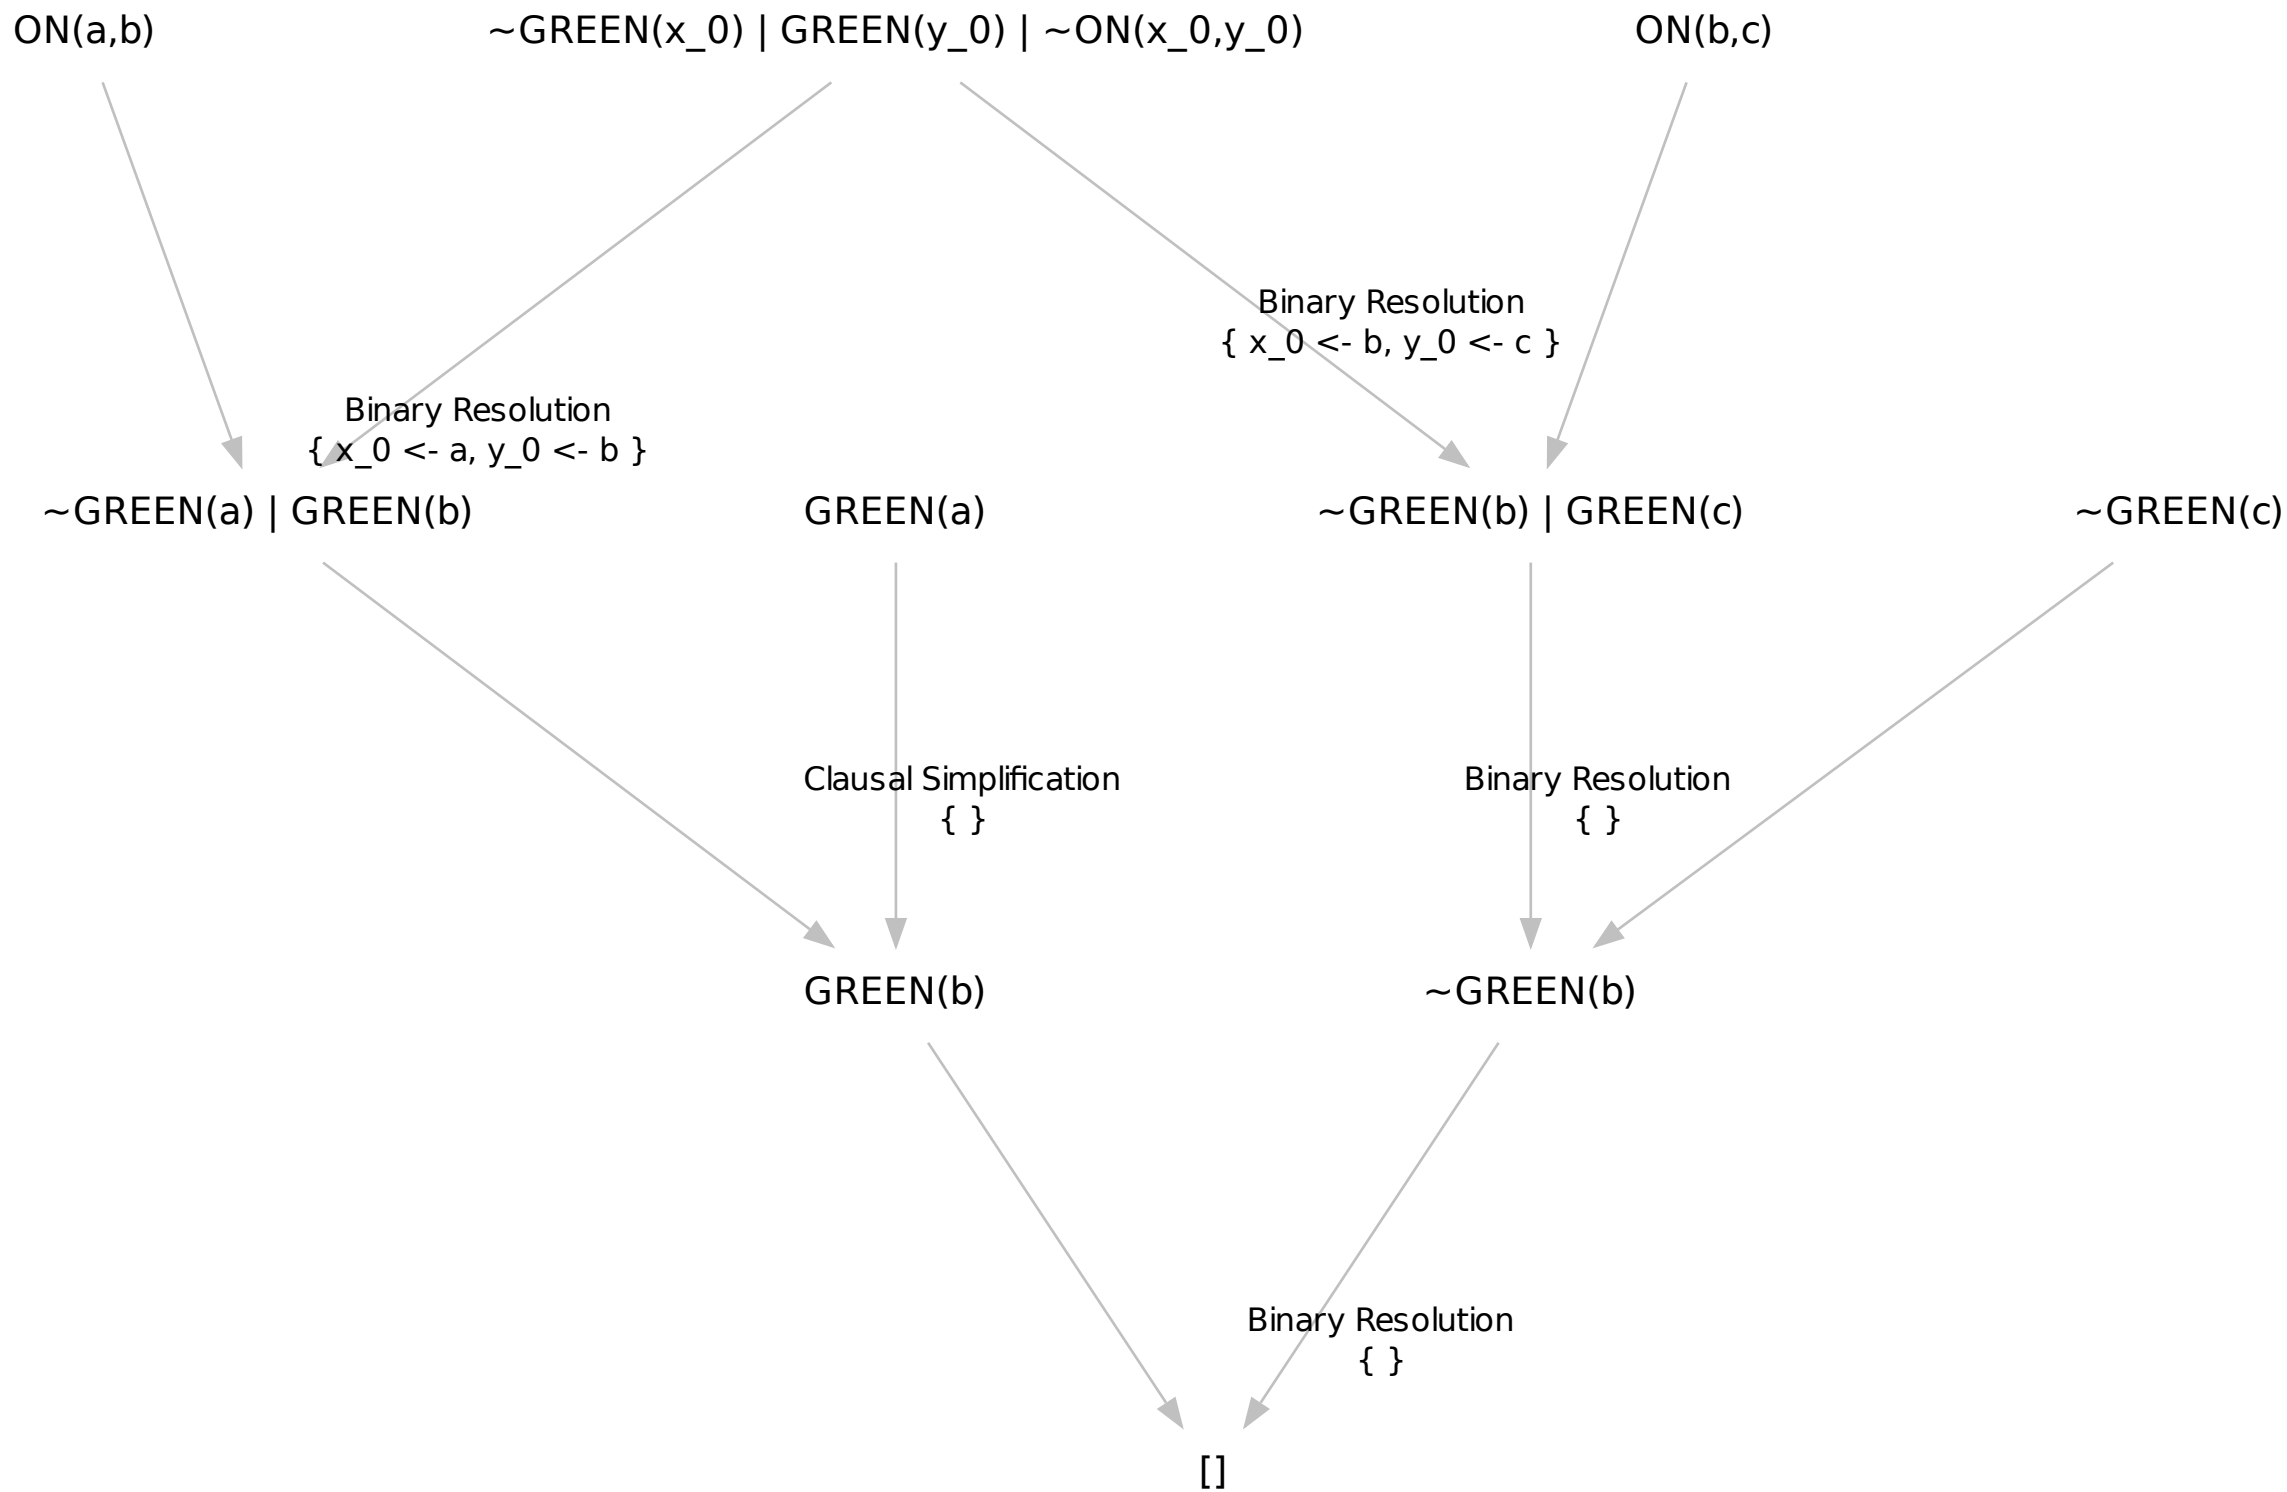 ON(a,b)
~GREEN(x_0) | GREEN(y_0) | ~ON(x_0,y_0)
ON(b,c)
Binary Resolution
{ x_0 <- b, y_0 <- c }
Binary Resolution
{ x_0 <- a, y_0 <- b }
~GREEN(a) | GREEN(b)
GREEN(a)
~GREEN(b) | GREEN(c)
~GREEN(c)
Clausal Simplification
{ }
Binary Resolution
{ }
GREEN(b)
~GREEN(b)
Binary Resolution
{ }
[]